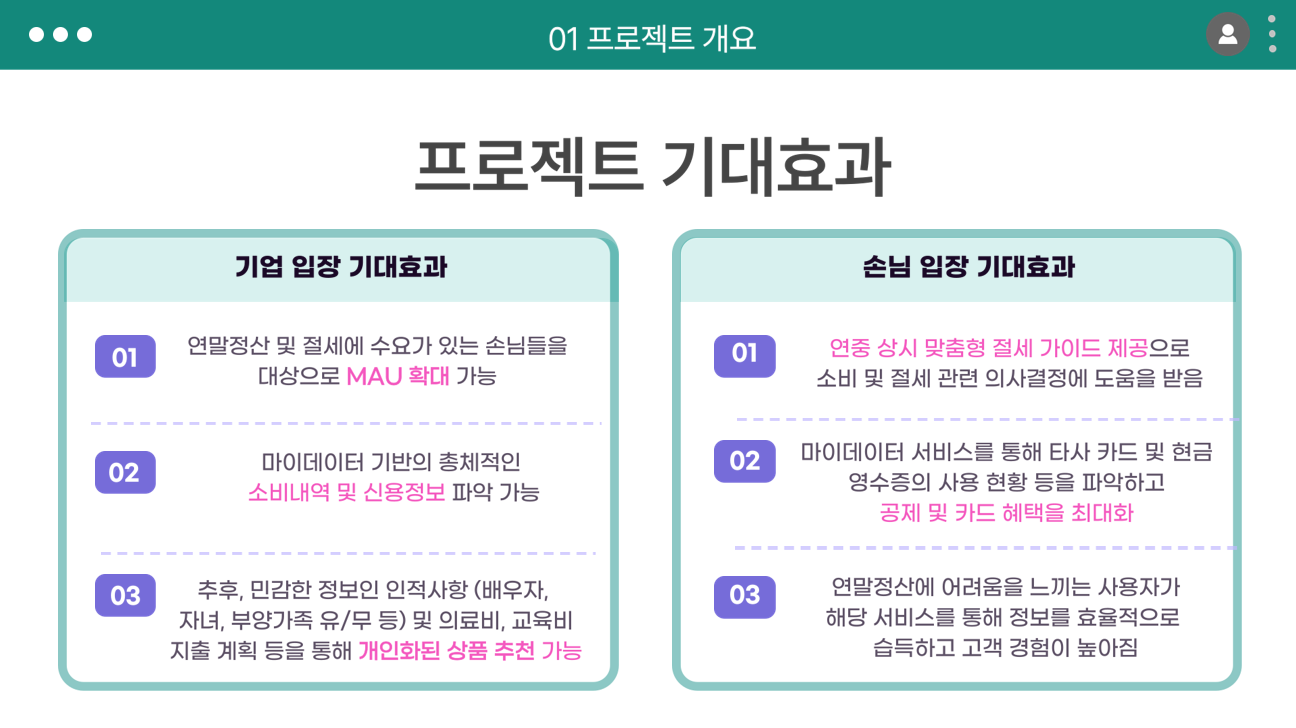 01 프로젝트 개요
프로젝트 기대효과
기업 입장 기대효과
01
연말정산 및 절세에 수요가 있는 손님들을
대상으로 MAU 확대 가능
02
마이데이터 기반의 총체적인
소비내역 및 신용정보 파악 가능
03
추후, 민감한 정보인 인적사항 (배우자,
자녀, 부양가족 유/무 등) 및 의료비, 교육비
지출 계획 등을 통해 개인화된 상품 추천 가능
손님 입장 기대효과
01
연중 상시 맞춤형 절세 가이드 제공으로
소비 및 절세 관련 의사결정에 도움을 받음
02
마이데이터 서비스를 통해 타사 카드 및 현금
영수증의 사용 현황 등을 파악하고
공제 및 카드 혜택을 최대화
03
연말정산에 어려움을 느끼는 사용자가
해당 서비스를 통해 정보를 효율적으로
습득하고 고객 경험이 높아짐